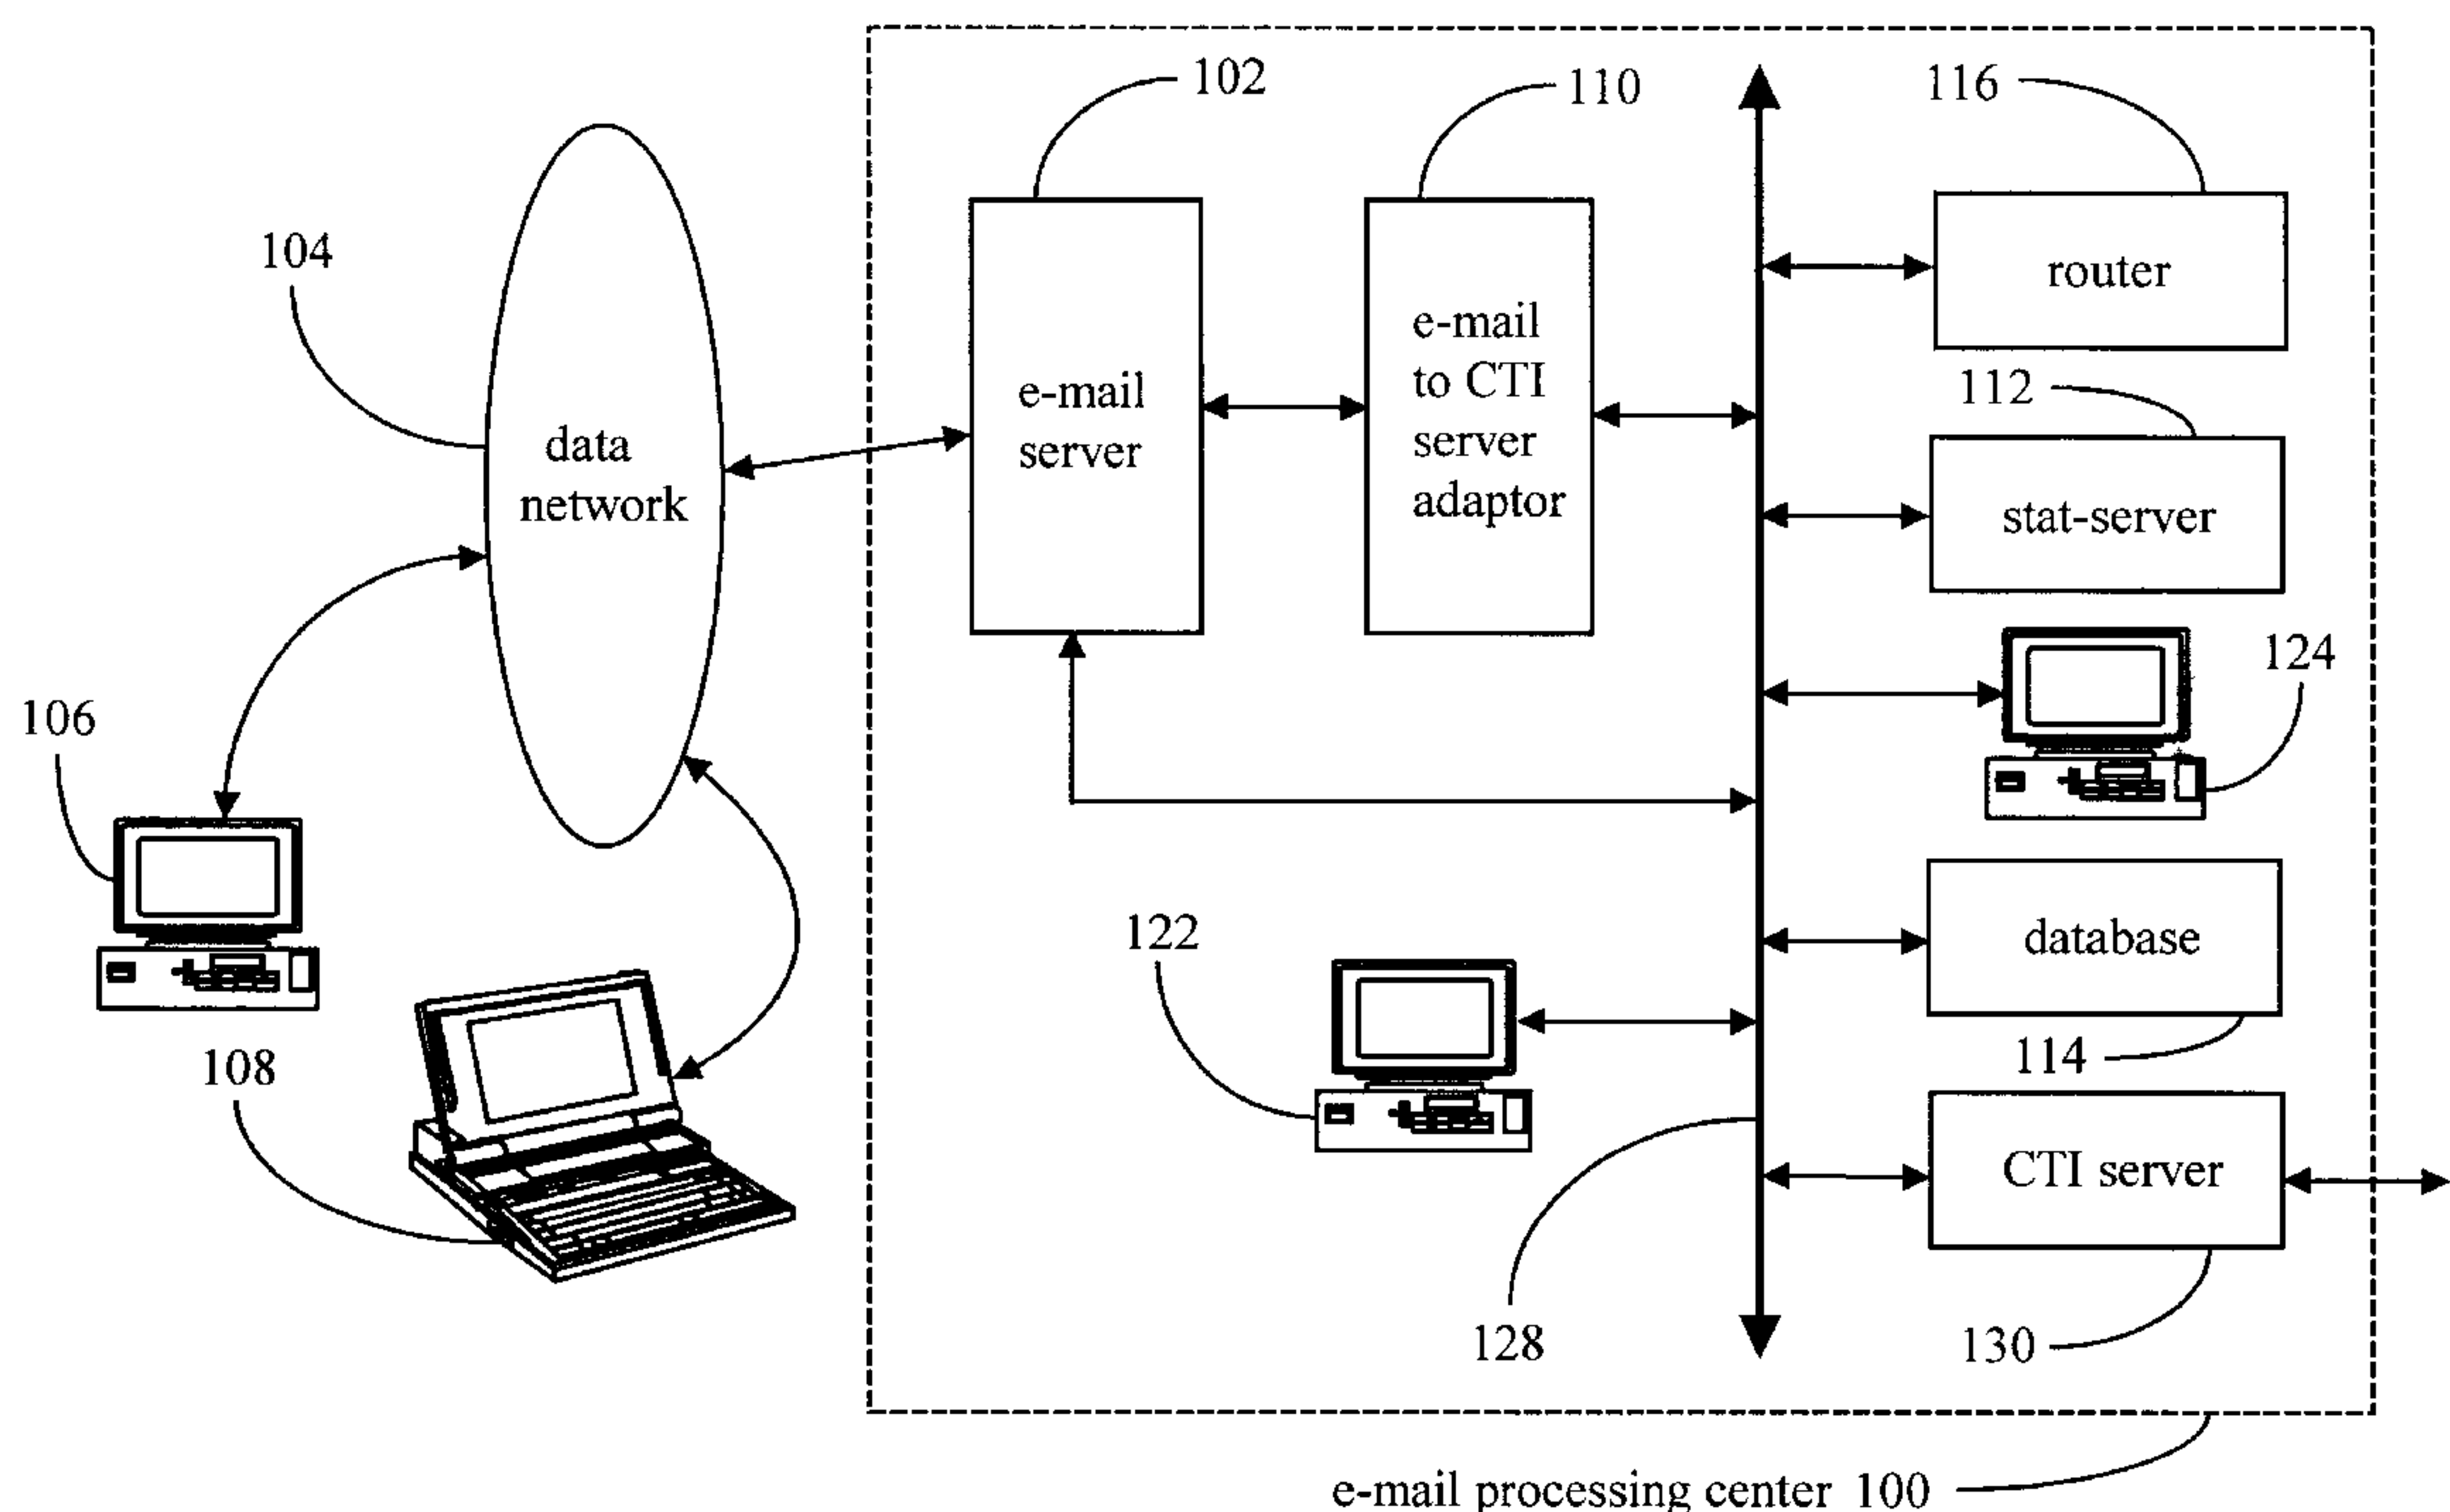 102
110
116
104
router
e-mail
to CTI
server
adaptor
112
e-mail
server
data
network
stat-server
124
106
122
database
108
114
CTI server
128
130
e-mail processing center 100